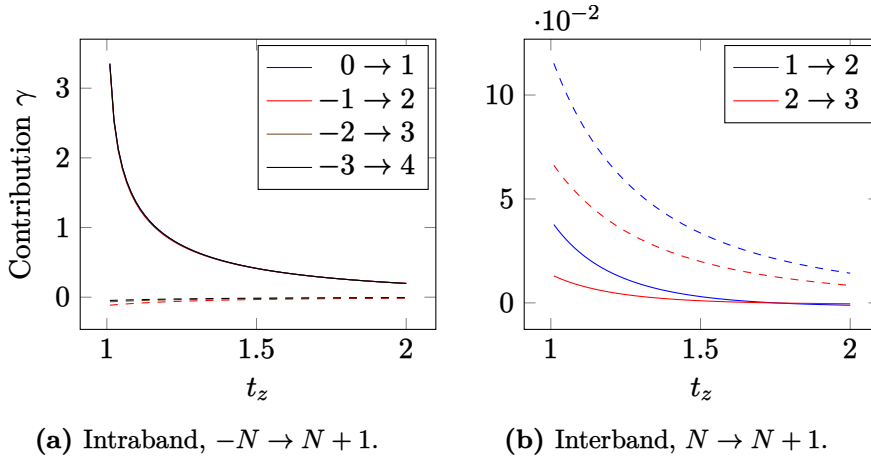 Contribution γ
3
2
1
0
1
1.5
2
t_z
0 → 1
−1 → 2
−2 → 3
−3 → 4
(a) Intraband, −N → N + 1.
·10⁻²
10
5
0
1
1.5
2
t_z
1 → 2
2 → 3
(b) Interband, N → N + 1.